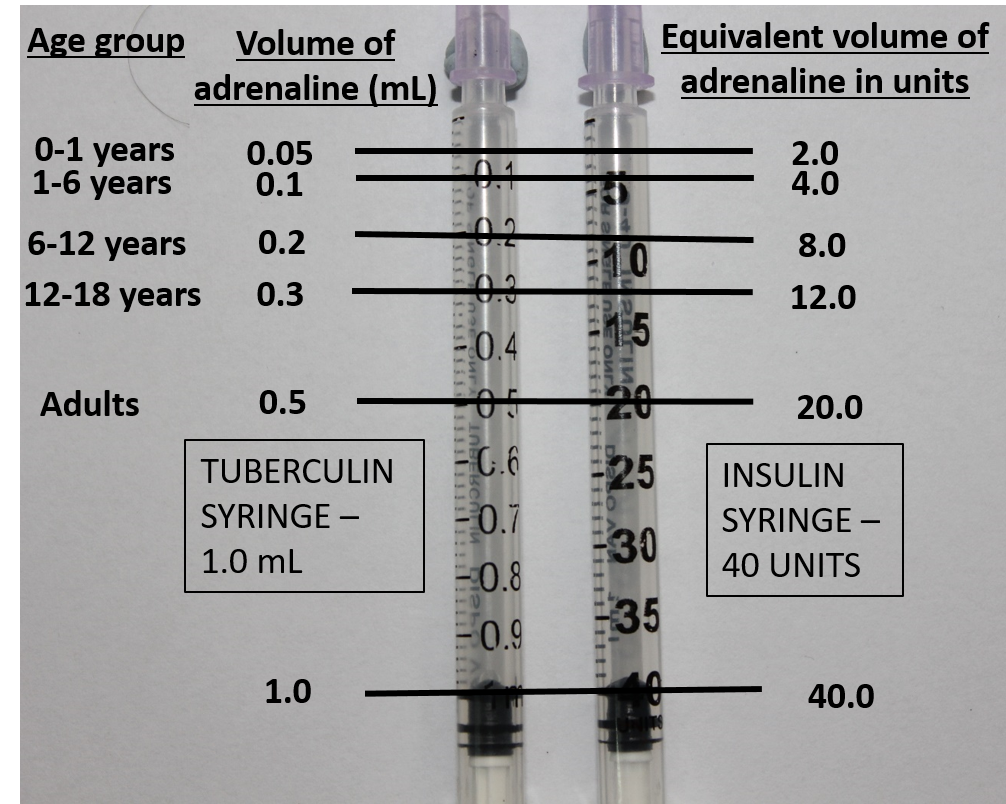 Age group
Volume of
adrenaline (mL)
Equivalent volume of
adrenaline in units
0-1 years 0.05 2.0
1-6 years 0.1 4.0
6-12 years 0.2 8.0
12-18 years 0.3 12.0
Adults 0.5 20.0
TUBERCULIN
SYRINGE –
1.0 mL
INSULIN
SYRINGE –
40 UNITS
1.0 40.0
0.1
0.2
0.3
0.4
0.5
0.6
0.7
0.8
0.9
5
10
15
20
25
30
35
40
UNITS